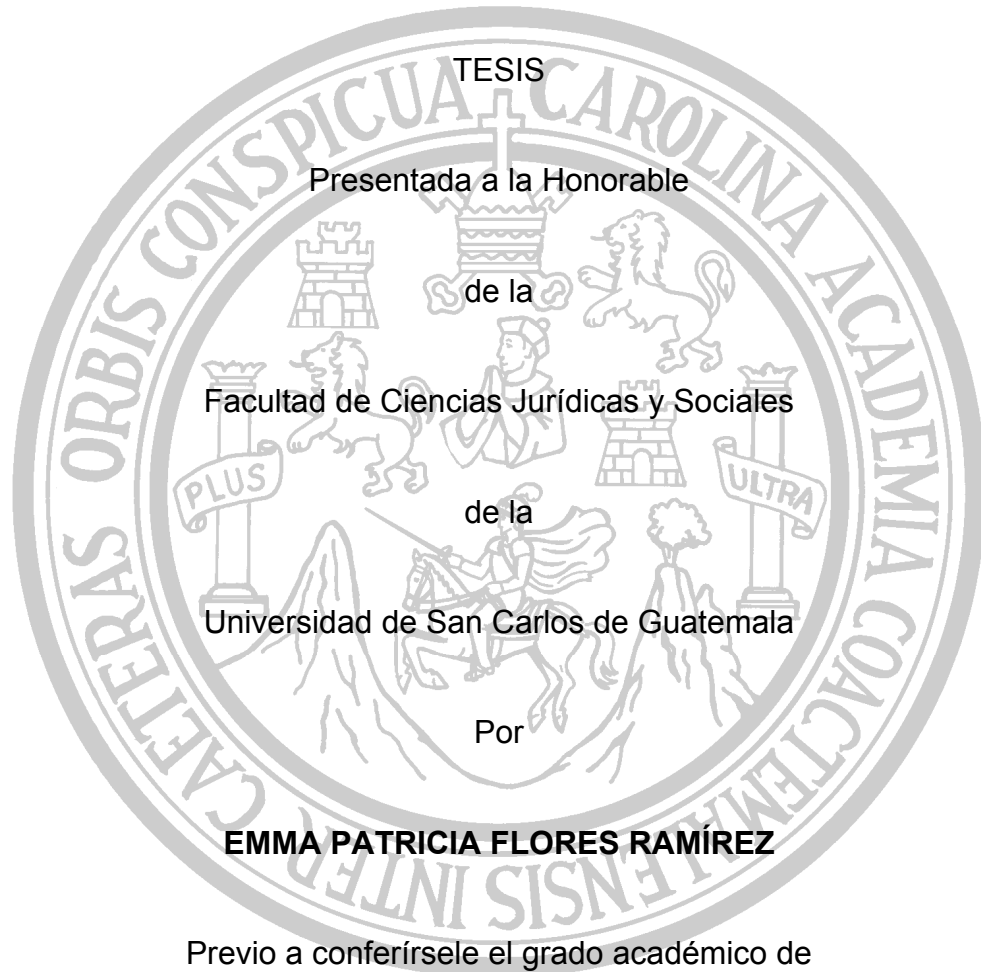 TESIS
Presentada a la Honorable
de la
Facultad de Ciencias Jurídicas y Sociales
de la
Universidad de San Carlos de Guatemala
Por
EMMA PATRICIA FLORES RAMÍREZ
Previo a conferírsele el grado académico de
CAROLINA ACADEMIA COACTEMALENSIS INTER CAETERAS ORBIS CONSPICUA
PLUS
ULTRA